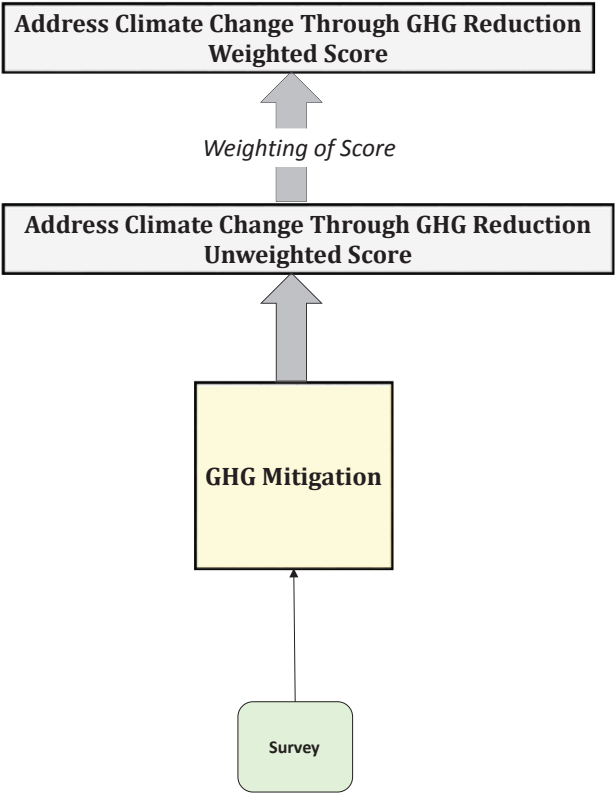 Address Climate Change Through GHG Reduction
Weighted Score
Weighting of Score
Address Climate Change Through GHG Reduction
Unweighted Score
GHG Mitigation
Survey